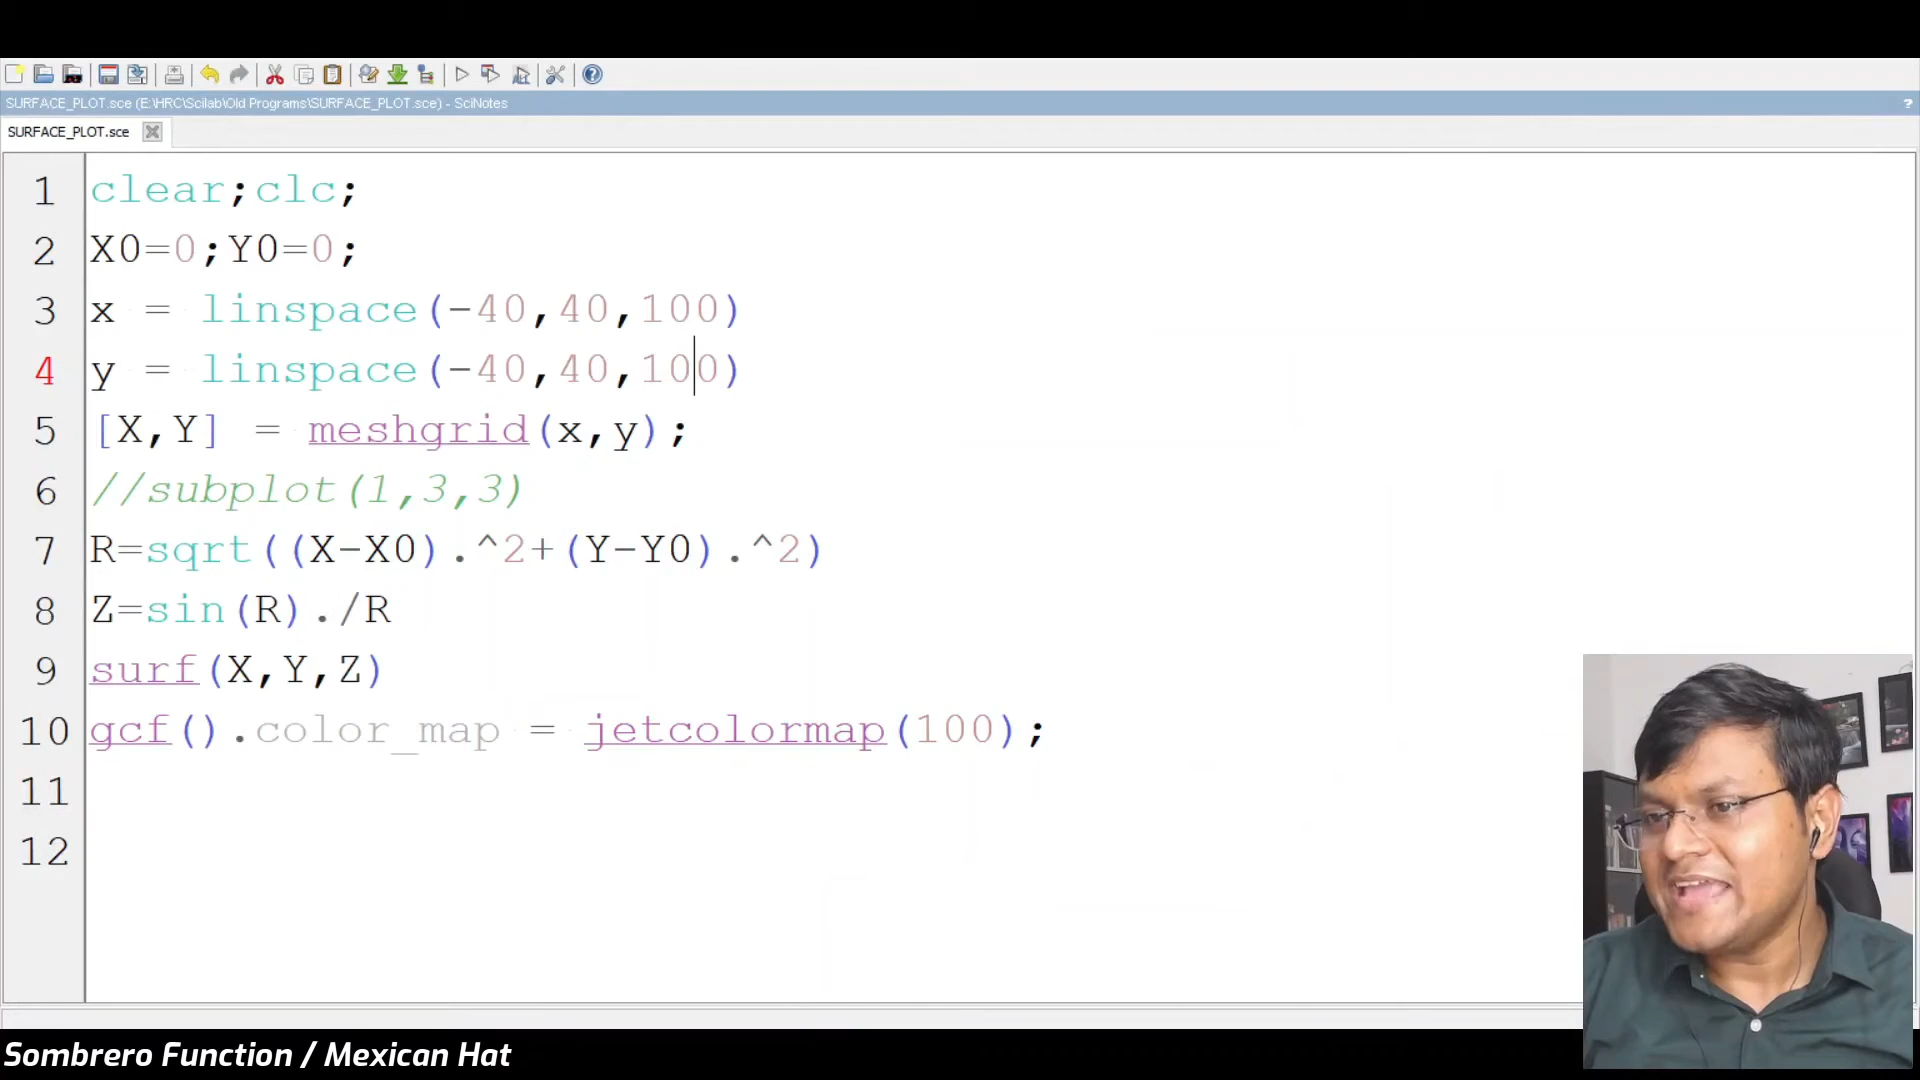 SURFACE_PLOT.sce (E:\HRC\Scilab\Old Programs\SURFACE_PLOT.sce) - SciNotes
?
SURFACE_PLOT.sce
1 clear;clc;
2 X0=0;Y0=0;
3 x = linspace(-40,40,100)
4 y = linspace(-40,40,100)
5 [X,Y] = meshgrid(x,y);
6 //subplot(1,3,3)
7 R=sqrt((X-X0).^2+(Y-Y0).^2)
8 Z=sin(R)./R
9 surf(X,Y,Z)
10 gcf().color_map = jetcolormap(100);
11
12
Sombrero Function / Mexican Hat